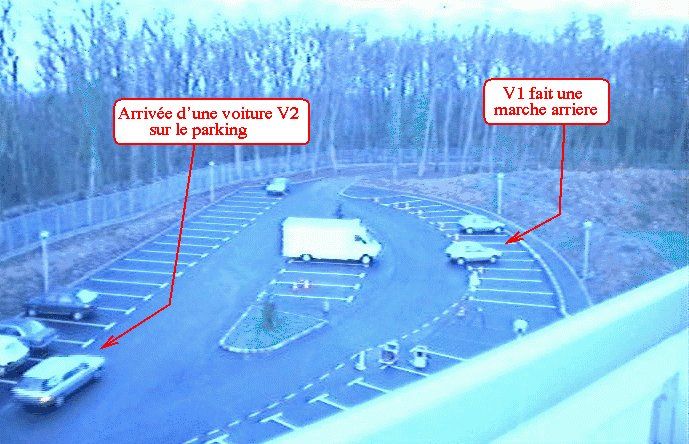 Arrivée d'une voiture V2
sur le parking
V1 fait une
marche arriere